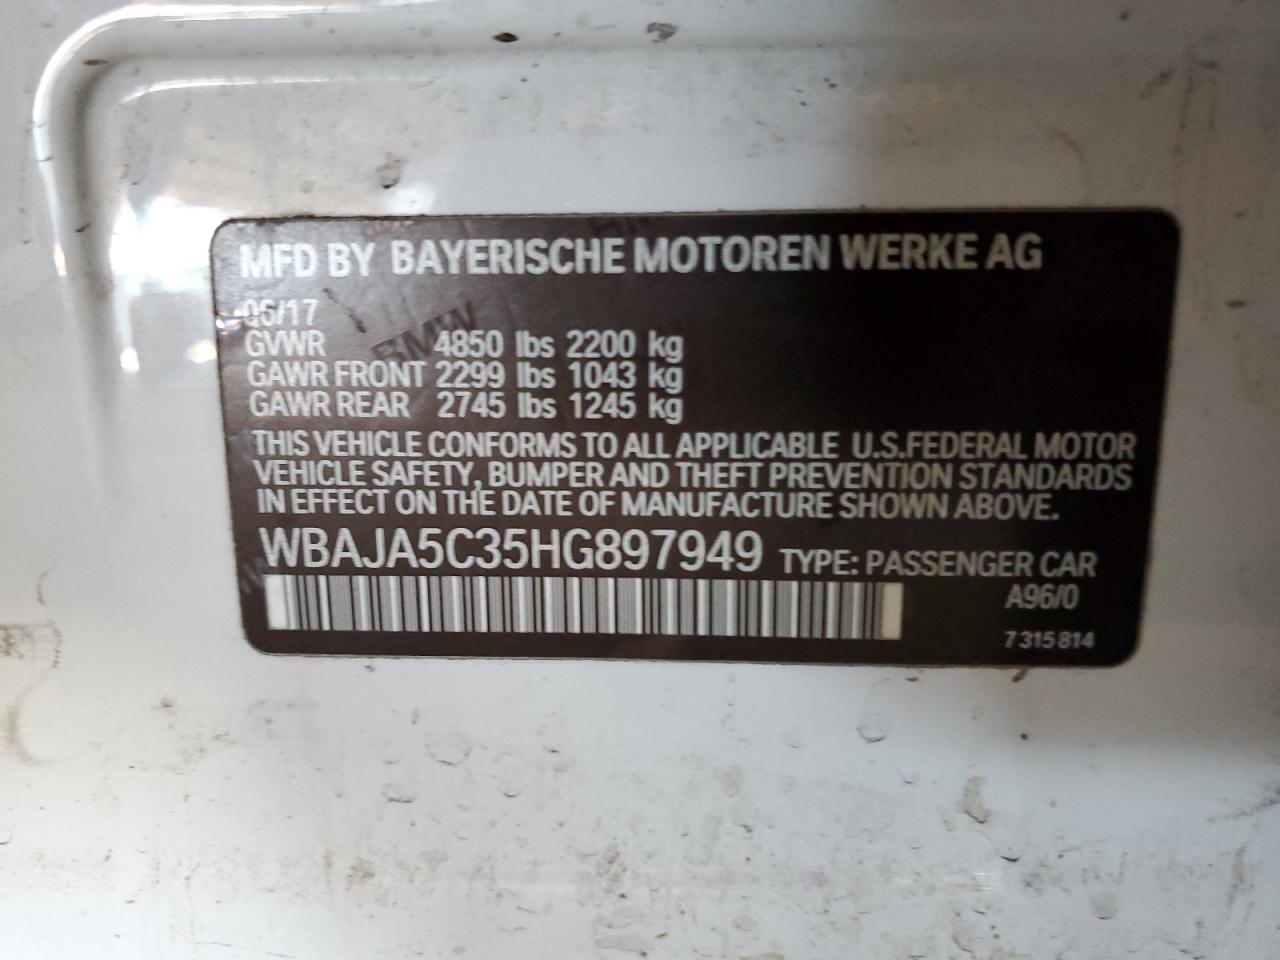 MFD BY BAYERISCHE MOTOREN WERKE AG
06/17
GVWR 4850 lbs 2200 kg
GAWR FRONT 2299 lbs 1043 kg
GAWR REAR 2745 lbs 1245 kg
THIS VEHICLE CONFORMS TO ALL APPLICABLE U.S.FEDERAL MOTOR
VEHICLE SAFETY, BUMPER AND THEFT PREVENTION STANDARDS
IN EFFECT ON THE DATE OF MANUFACTURE SHOWN ABOVE.
WBAJA5C35HG897949 TYPE: PASSENGER CAR
A96/0
7 315 814
BMW